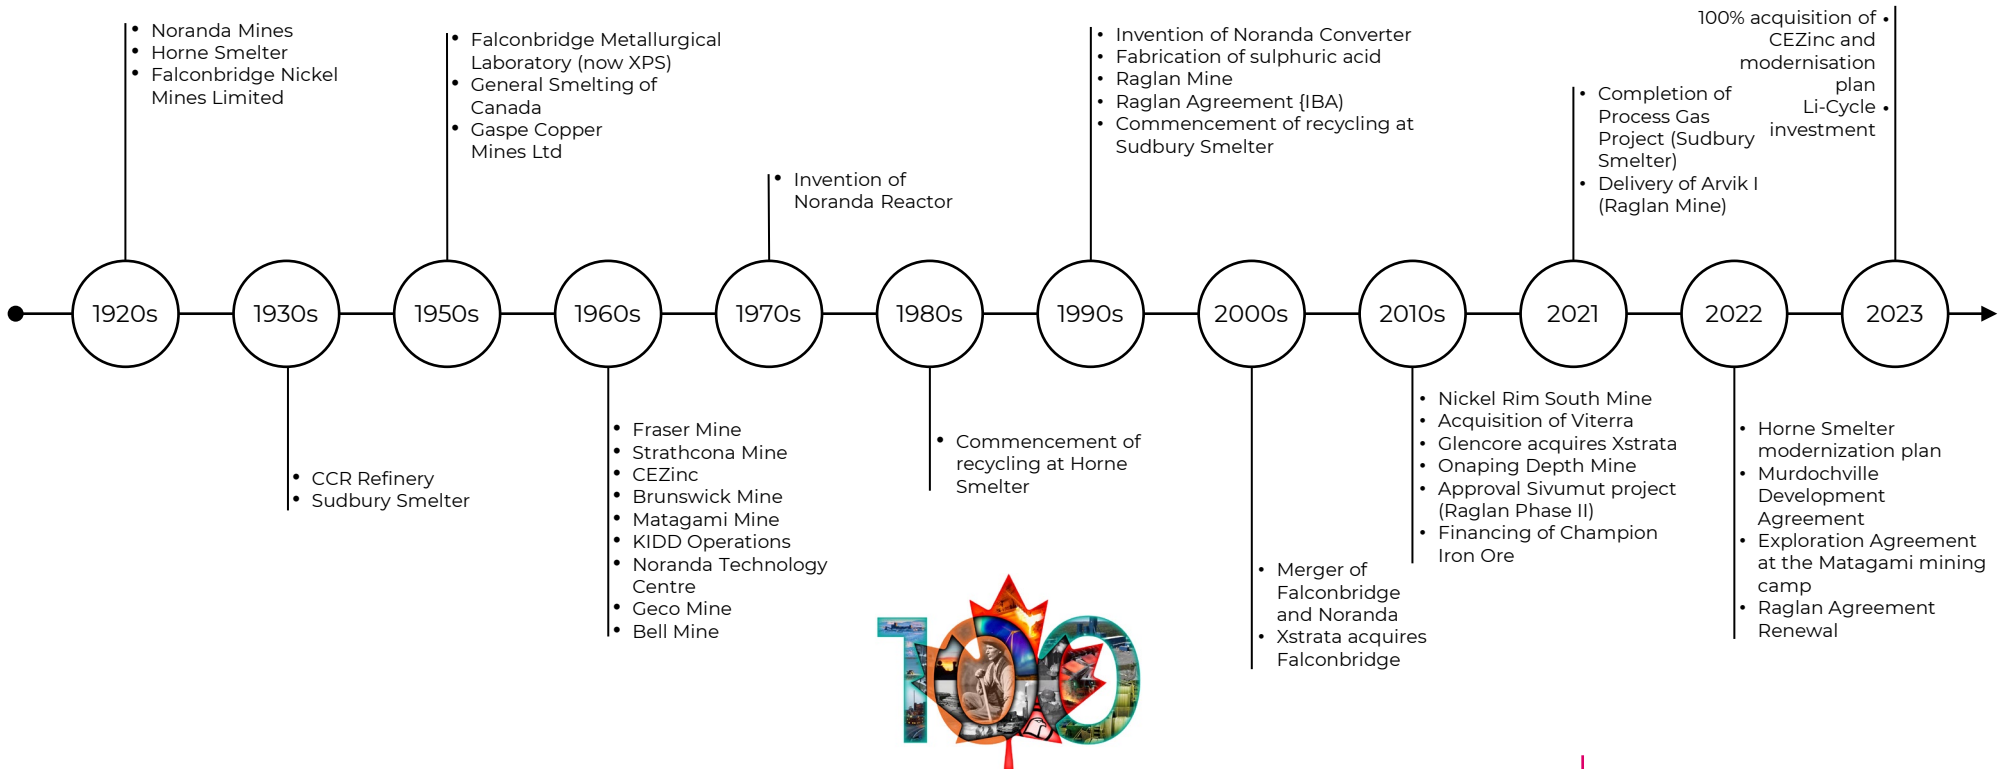 Noranda Mines
Horne Smelter
Falconbridge Nickel
Mines Limited
1920s
CCR Refinery
Sudbury Smelter
1930s
Falconbridge Metallurgical
Laboratory (now XPS)
General Smelting of
Canada
Gaspe Copper
Mines Ltd
1950s
1960s
Fraser Mine
Strathcona Mine
CEZinc
Brunswick Mine
Matagami Mine
KIDD Operations
Noranda Technology
Centre
Geco Mine
Bell Mine
Invention of
Noranda Reactor
1970s
1980s
Commencement of
recycling at Horne
Smelter
Invention of Noranda Converter
Fabrication of sulphuric acid
Raglan Mine
Raglan Agreement {IBA)
Commencement of recycling at
Sudbury Smelter
1990s
2000s
Merger of
Falconbridge
and Noranda
Xstrata acquires
Falconbridge
2010s
Nickel Rim South Mine
Acquisition of Viterra
Glencore acquires Xstrata
Onaping Depth Mine
Approval Sivumut project
(Raglan Phase II)
Financing of Champion
Iron Ore
Completion of
Process Gas
Project (Sudbury
Smelter)
Delivery of Arvik I
(Raglan Mine)
2021
2022
Horne Smelter
modernization plan
Murdochville
Development
Agreement
Exploration Agreement
at the Matagami mining
camp
Raglan Agreement
Renewal
100% acquisition of
CEZinc and
modernisation
plan
Li-Cycle
investment
2023
100